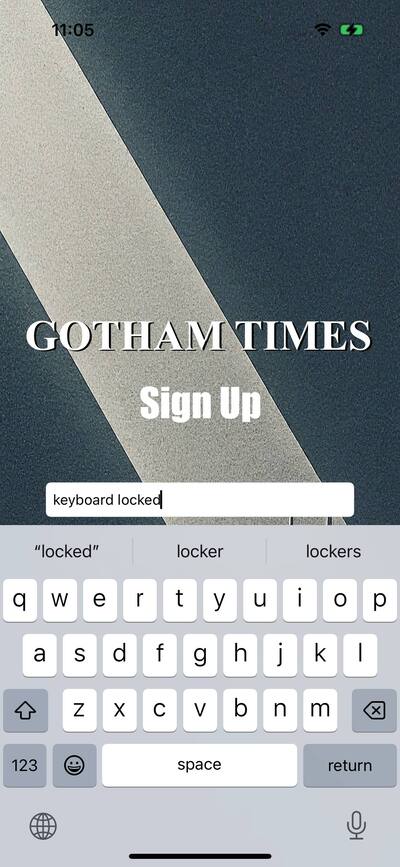 11:05
GOTHAM TIMES
Sign Up
keyboard locked
“locked” locker lockers
q w e r t y u i o p
a s d f g h j k l
z x c v b n m
123 space return